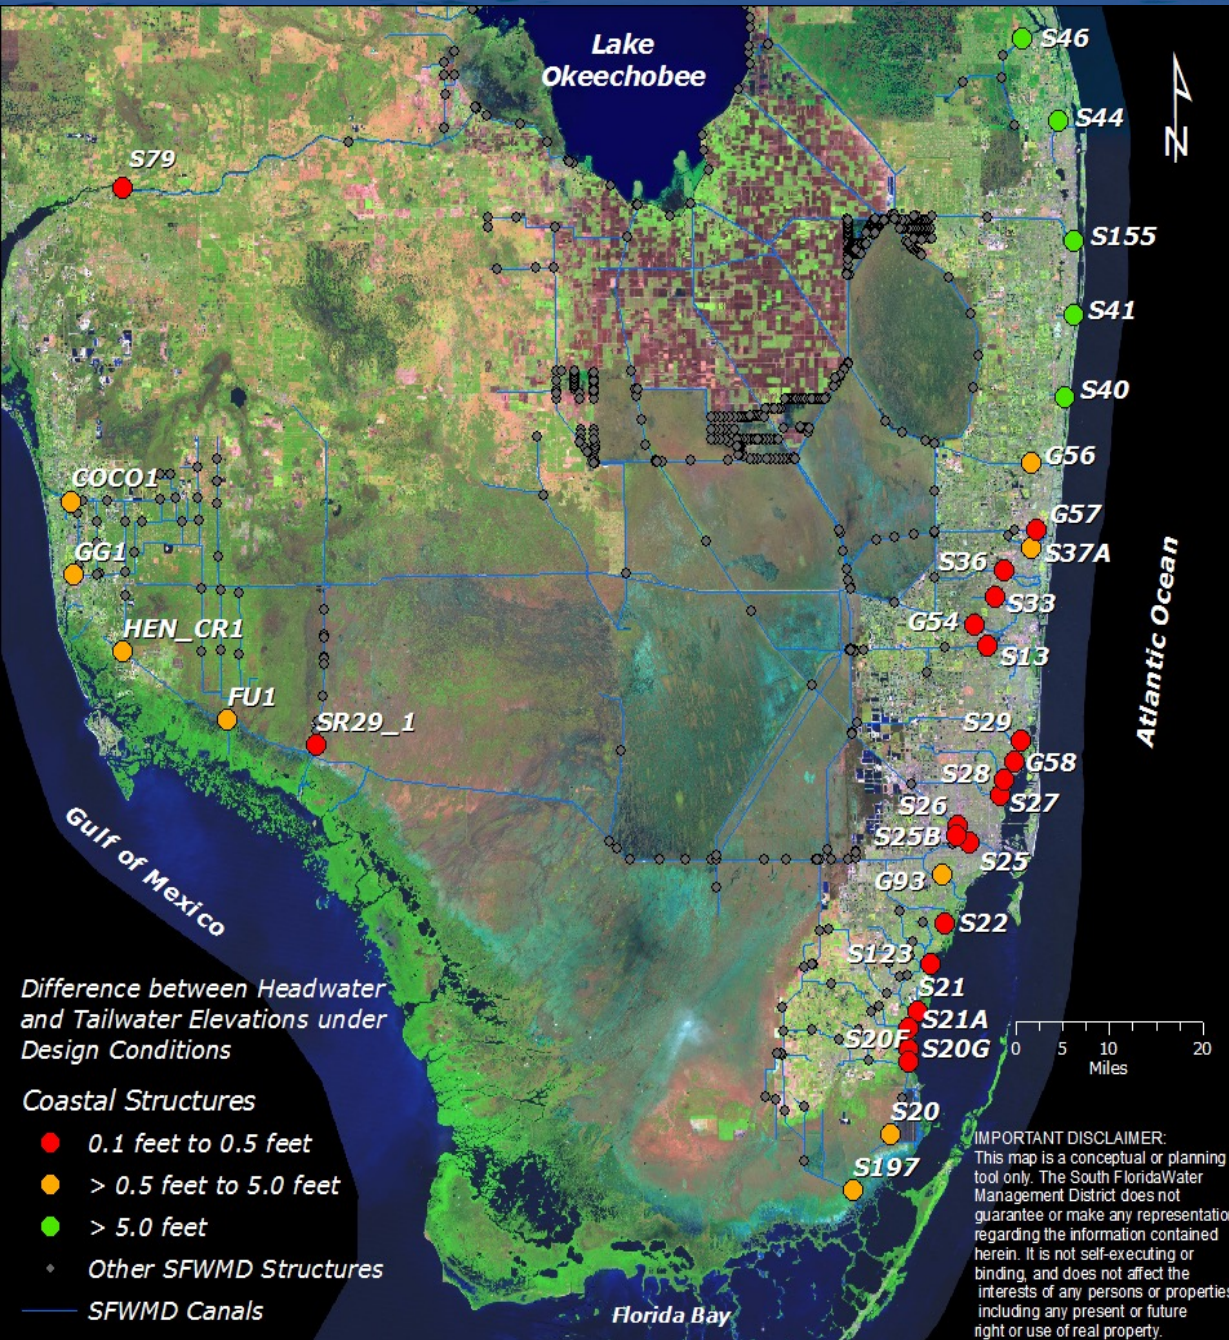 Lake
Okeechobee
S46
S44
N
S79
S155
S41
S40
G56
COCO1
G57
S37A
GG1
S36
S33
Atlantic Ocean
HEN_CR1
G54
S13
FU1
SR29_1
S29
G58
S28
S27
S26
S25B
S25
Gulf of Mexico
G93
S22
S123
S21
S21A
S20F
S20G
0 5 10 20
Miles
S20
S197
Difference between Headwater
and Tailwater Elevations under
Design Conditions
Coastal Structures
0.1 feet to 0.5 feet
> 0.5 feet to 5.0 feet
> 5.0 feet
Other SFWMD Structures
SFWMD Canals
Florida Bay
IMPORTANT DISCLAIMER:
This map is a conceptual or planning
tool only. The South FloridaWater
Management District does not
guarantee or make any representation
regarding the information contained
herein. It is not self-executing or
binding, and does not affect the
interests of any persons or properties
including any present or future
right or use of real property.